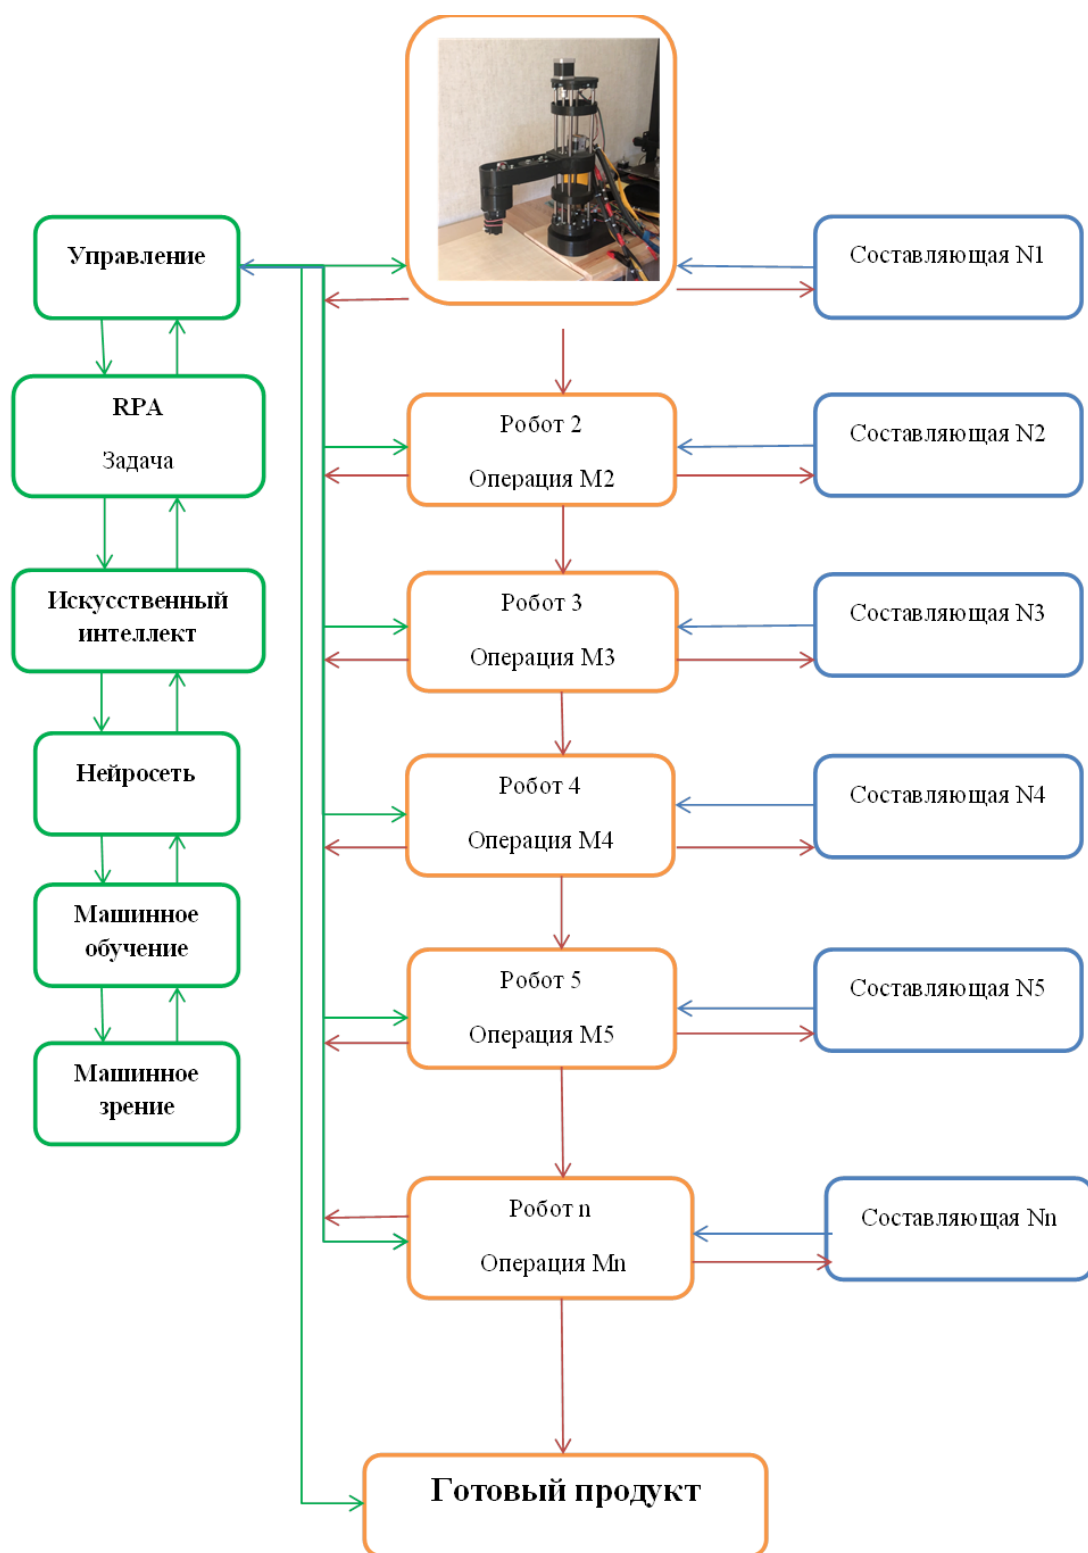 Управление
RPA
Задача
Искусственный
интеллект
Нейросеть
Машинное
обучение
Машинное
зрение
Составляющая N1
Робот 2
Операция M2
Составляющая N2
Робот 3
Операция M3
Составляющая N3
Робот 4
Операция M4
Составляющая N4
Робот 5
Операция M5
Составляющая N5
Робот n
Операция Mn
Составляющая Nn
Готовый продукт